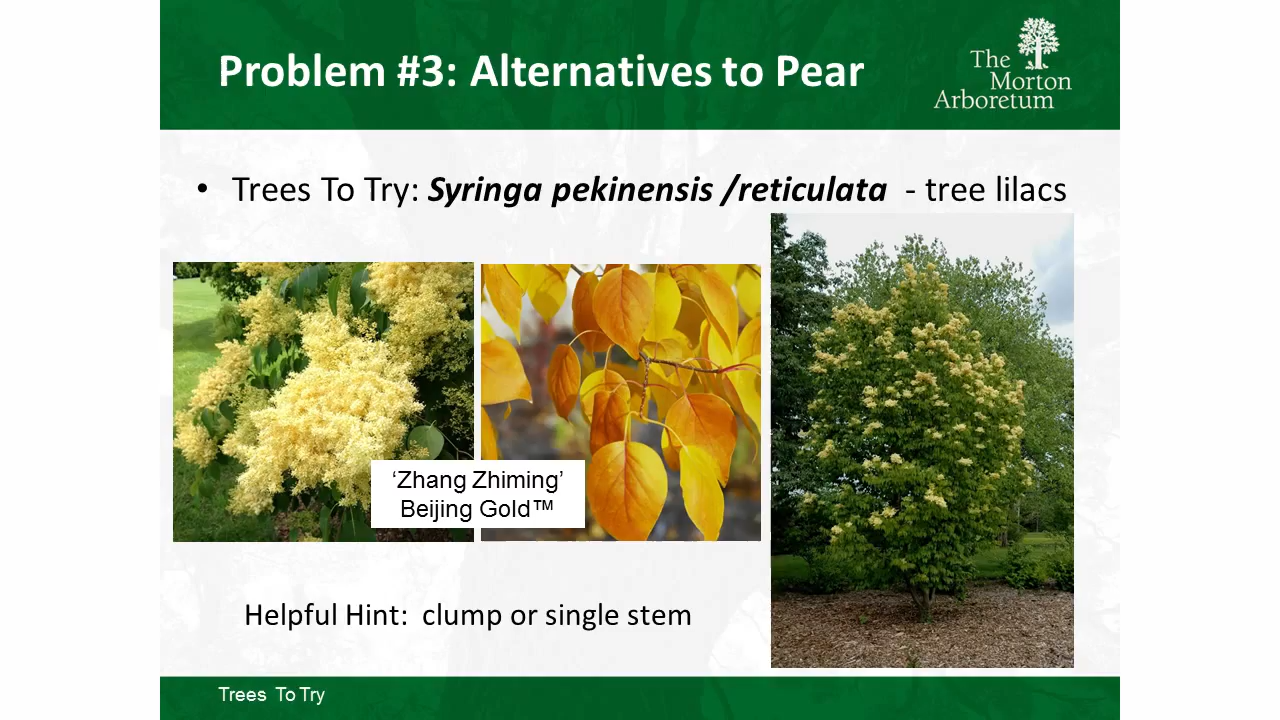 Problem #3: Alternatives to Pear
The
Morton
Arboretum
• Trees To Try: Syringa pekinensis /reticulata - tree lilacs
‘Zhang Zhiming’
Beijing Gold™
Helpful Hint: clump or single stem
Trees To Try